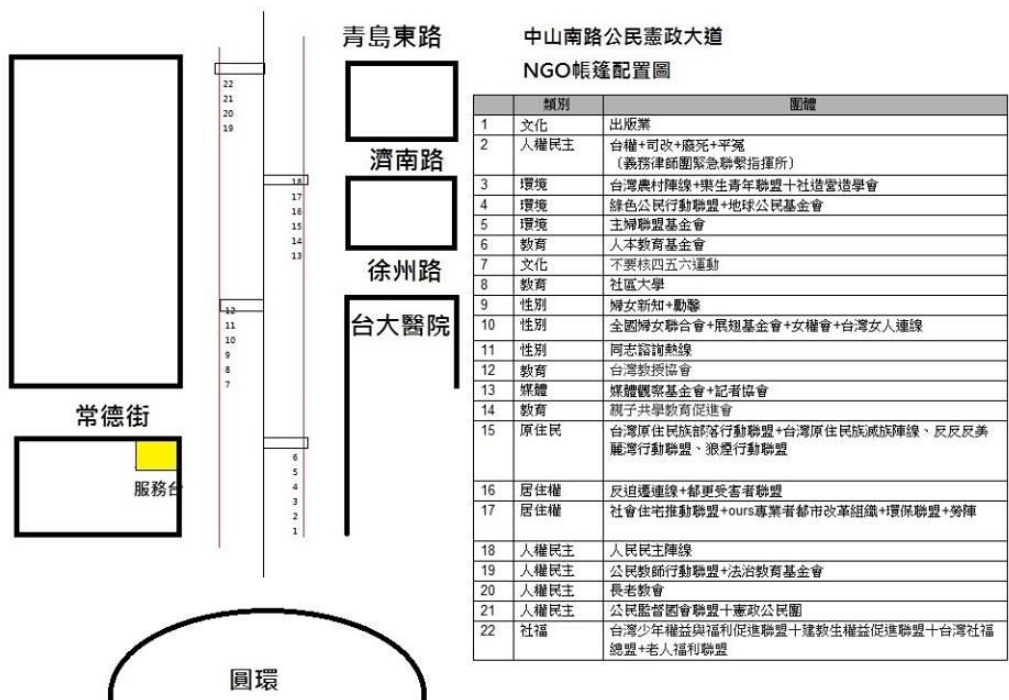 中山南路公民憲政大道
NGO帳篷配置圖
青島東路
濟南路
徐州路
台大醫院
常德街
服務台
圓環
22
21
20
19
18
17
16
15
14
13
12
11
10
9
8
7
6
5
4
3
2
1
類別 團體
1 文化 出版業
2 人權民主 台權+司改+廢死+平冤
(義務律師團緊急聯繫指揮所)
3 環境 台灣農村陣線+樂生青年聯盟+社造營造學會
4 環境 綠色公民行動聯盟+地球公民基金會
5 環境 主婦聯盟基金會
6 教育 人本教育基金會
7 文化 不要核四五六運動
8 教育 社區大學
9 性別 婦女新知+勵馨
10 性別 全國婦女聯合會+展翅基金會+女權會+台灣女人連線
11 性別 同志諮詢熱線
12 教育 台灣教授協會
13 媒體 媒體觀察基金會+記者協會
14 教育 親子共學教育促進會
15 原住民 台灣原住民族部落行動聯盟+台灣原住民族滅族陣線、反反反美
麗灣行動聯盟、狼煙行動聯盟
16 居住權 反迫遷連線+都更受害者聯盟
17 居住權 社會住宅推動聯盟+ours專業者都市改革組織+環保聯盟+勞陣
18 人權民主 人民民主陣線
19 人權民主 公民教師行動聯盟+法治教育基金會
20 人權民主 長老教會
21 人權民主 公民監督國會聯盟+憲政公民團
22 社福 台灣少年權益與福利促進聯盟+建教生權益促進聯盟+台灣社福
總盟+老人福利聯盟